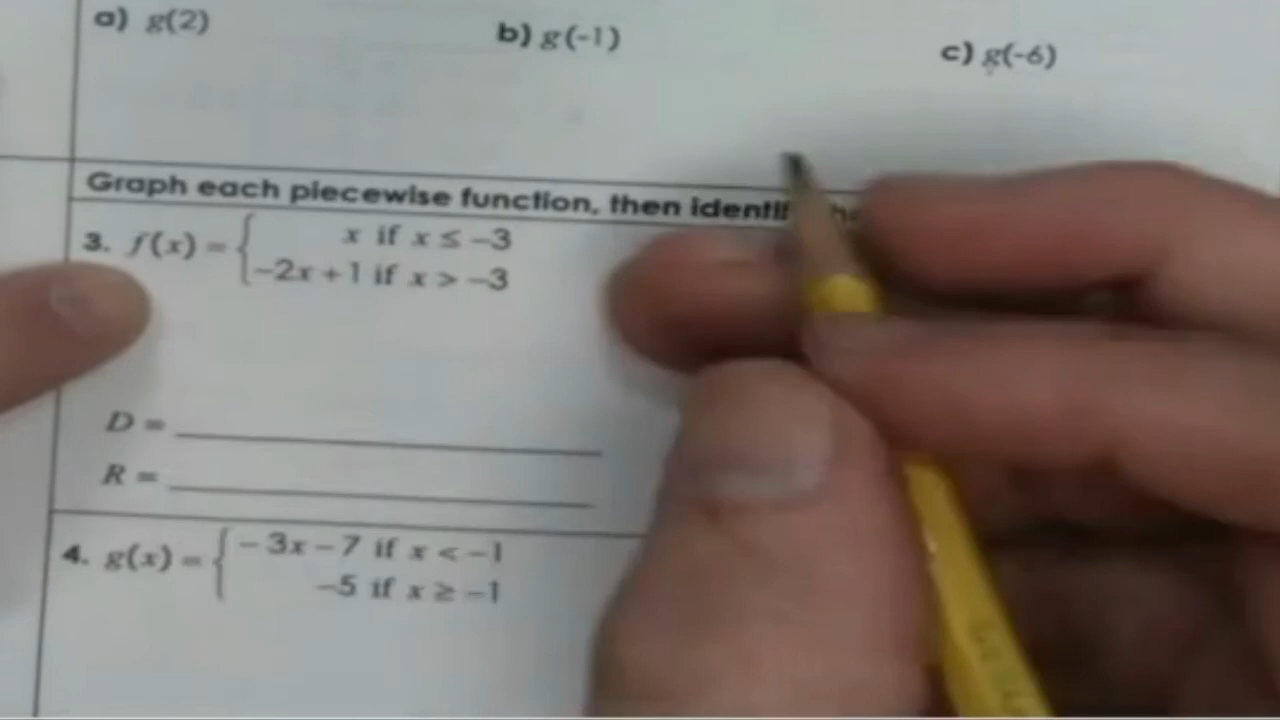 a) g(2) b) g(-1) c) g(-6)
Graph each piecewise function, then
3. f(x) = { x if x ≤ -3
-2x + 1 if x > -3
D =
R =
4. g(x) = { -3x - 7 if x < -1
-5 if x ≥ -1